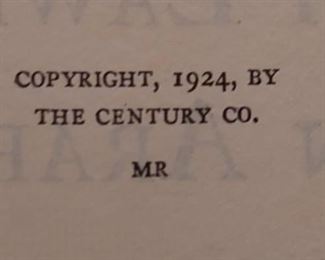 COPYRIGHT, 1924, BY
THE CENTURY CO.
MR